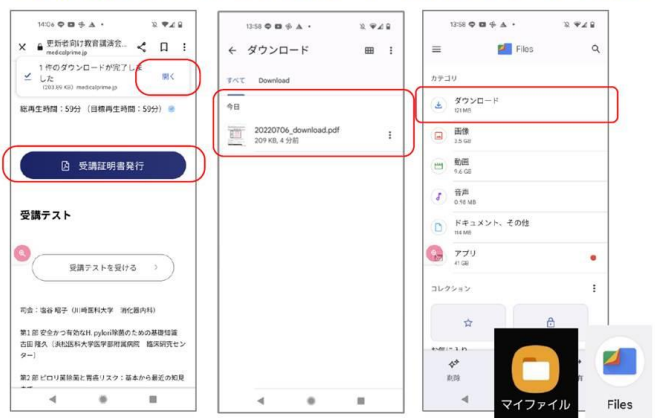 14:04
更新者向け教育講演会...
medicalprime.jp
1 件のダウンロードが完了しま
した
(203.89 KB) medicalprime.jp
開く
総再生時間：59分 （目標再生時間：59分）
受講証明書発行
受講テスト
受講テストを受ける
司会：塩谷 昭子（川崎医科大学 消化器内科）
第1 部 安全かつ有効なH. pylori除菌のための基礎知識
古田 隆久（浜松医科大学医学部附属病院 臨床研究セン
ター）
第2 部 ピロリ菌除菌と胃癌リスク：基本から最近の知見
13:58
ダウンロード
すべて Download
今日
20220706_download.pdf
209 KB, 4 分前
13:58
Files
カテゴリ
ダウンロード
画像
動画
9.6 GB
音声
0.98 MB
ドキュメント、その他
アプリ
41 GB
コレクション
削除
マイファイル
Files